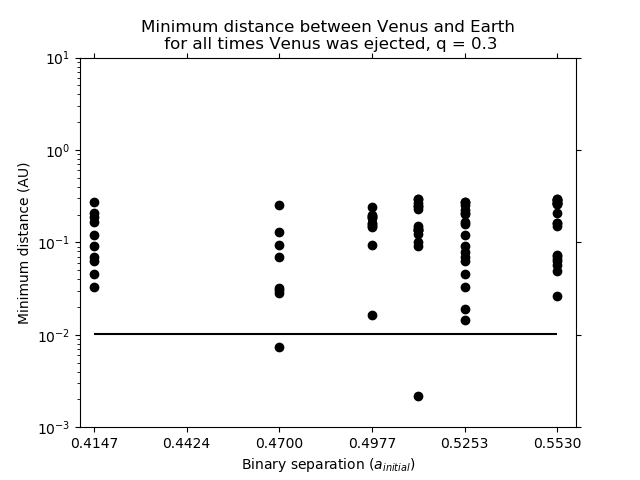 Minimum distance between Venus and Earth
for all times Venus was ejected, q = 0.3
10^1
10^0
10^-1
10^-2
10^-3
Minimum distance (AU)
0.4147 0.4424 0.4700 0.4977 0.5253 0.5530
Binary separation (a_initial)